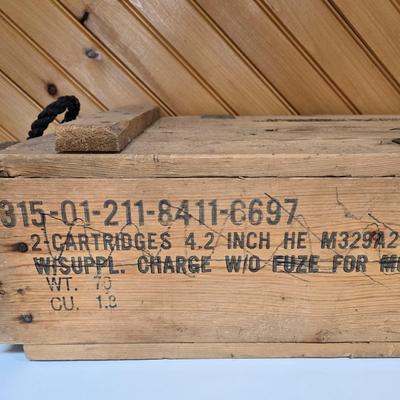 315-01-211-8411-C697
2-CARTRIDGES 4.2 INCH HE M329A2
W/SUPPL. CHARGE W/O FUZE FOR
WT. 70
CU. 1.8